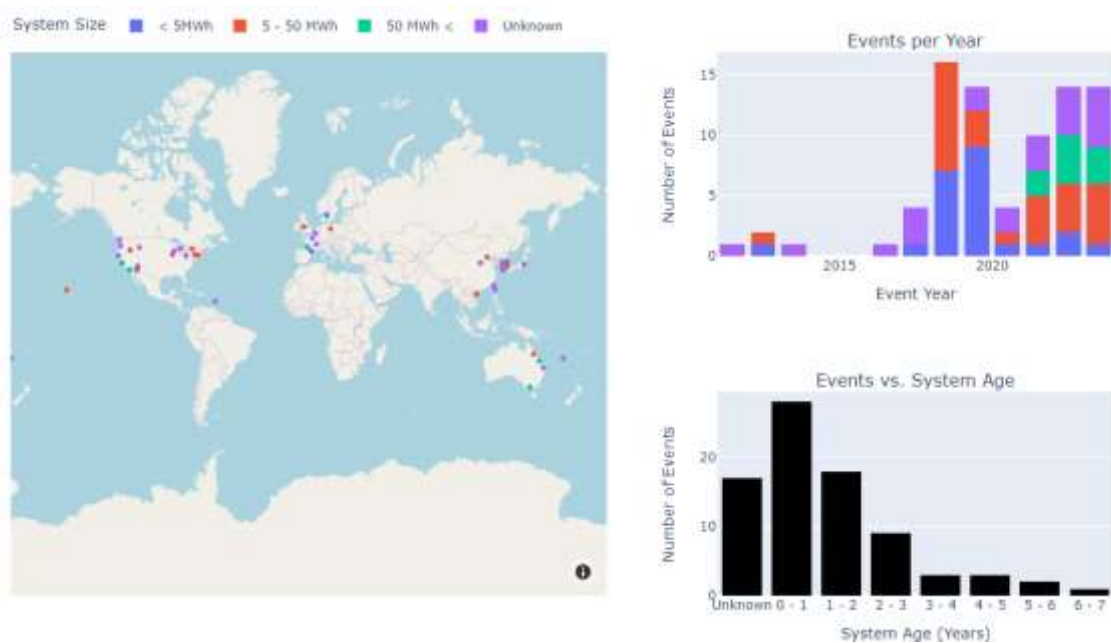 System Size < 5MWh 5 - 50 MWh 50 MWh < Unknown
Events per Year
Number of Events
15
10
5
0
2015 2020
Event Year
Events vs. System Age
Number of Events
20
10
0
Unknown 0 - 1 1 - 2 2 - 3 3 - 4 4 - 5 5 - 6 6 - 7
System Age (Years)